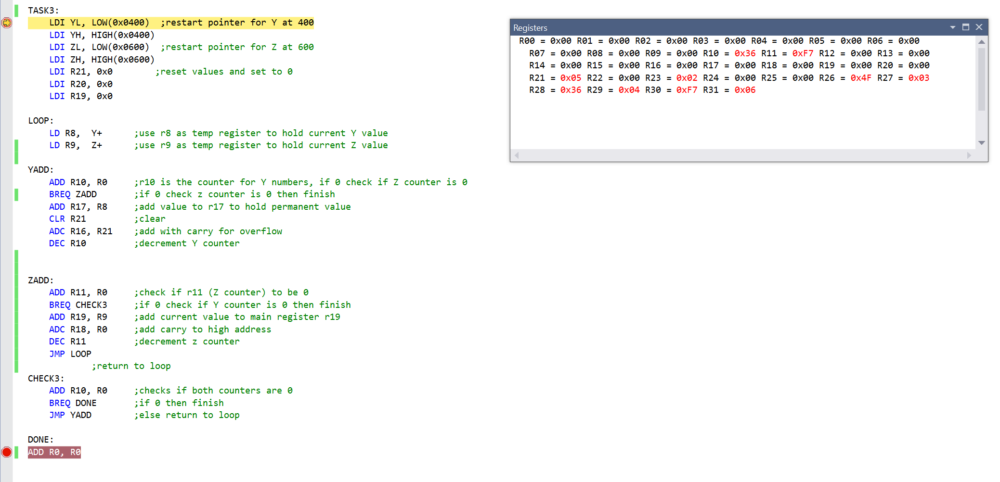 TASK3:
LDI YL, LOW(0x0400) ;restart pointer for Y at 400
LDI YH, HIGH(0x0400)
LDI ZL, LOW(0x0600) ;restart pointer for Z at 600
LDI ZH, HIGH(0x0600)
LDI R21, 0x0 ;reset values and set to 0
LDI R20, 0x0
LDI R19, 0x0
LOOP:
LD R8, Y+ ;use r8 as temp register to hold current Y value
LD R9, Z+ ;use r9 as temp register to hold current Z value
YADD:
ADD R10, R0 ;r10 is the counter for Y numbers, if 0 check if Z counter is 0
BREQ ZADD ;if 0 check z counter is 0 then finish
ADD R17, R8 ;add value to r17 to hold permanent value
CLR R21 ;clear
ADC R16, R21 ;add with carry for overflow
DEC R10 ;decrement Y counter
ZADD:
ADD R11, R0 ;check if r11 (Z counter) to be 0
BREQ CHECK3 ;if 0 check if Y counter is 0 then finish
ADD R19, R9 ;add current value to main register r19
ADC R18, R0 ;add carry to high address
DEC R11 ;decrement z counter
JMP LOOP
;return to loop
CHECK3:
ADD R10, R0 ;checks if both counters are 0
BREQ DONE ;if 0 then finish
JMP YADD ;else return to loop
DONE:
ADD R0, R0
Registers
R00 = 0x00 R01 = 0x00 R02 = 0x00 R03 = 0x00 R04 = 0x00 R05 = 0x00 R06 = 0x00
R07 = 0x00 R08 = 0x00 R09 = 0x00 R10 = 0x36 R11 = 0xF7 R12 = 0x00 R13 = 0x00
R14 = 0x00 R15 = 0x00 R16 = 0x00 R17 = 0x00 R18 = 0x00 R19 = 0x00 R20 = 0x00
R21 = 0x05 R22 = 0x00 R23 = 0x02 R24 = 0x00 R25 = 0x00 R26 = 0x4F R27 = 0x03
R28 = 0x36 R29 = 0x04 R30 = 0xF7 R31 = 0x06